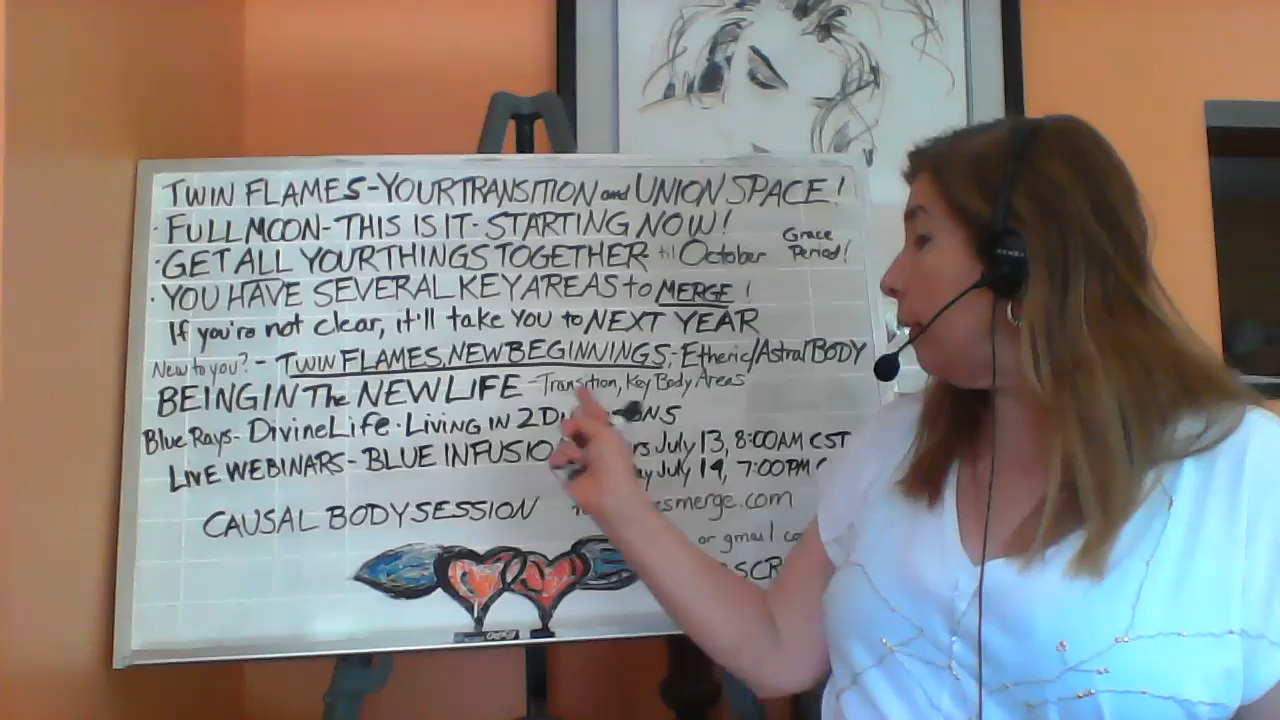 TWIN FLAMES-YOUR TRANSITION and UNION SPACE!
· FULL MOON-THIS IS IT-STARTING NOW!
· GET ALL YOUR THINGS TOGETHER til October Grace Period!
· YOU HAVE SEVERAL KEY AREAS to MERGE!
If you're not clear, it'll take YOU to NEXT YEAR
New to you? - TWIN FLAMES, NEW BEGINNINGS,- Etheric/Astral BODY
BEING IN The NEW LIFE - Transition, Key Body Areas
Blue Rays- Divine Life · LIVING IN 2
LIVE WEBINARS- BLUE July 13, 8:00AM CST
July 14, 7:00PM
CAUSAL BODY SESSION
or gmail